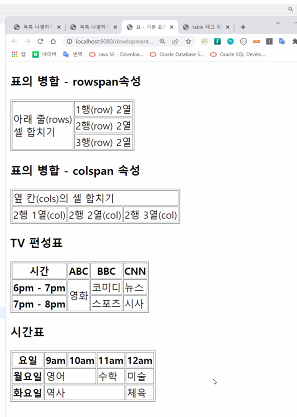 목록 나열하기
목록 나열하기
표 - 기본 표
table 태그
localhost:8080/development
앱
네이버
번역
Java SE - Downloa...
Oracle Database S...
Oracle SQL Develop...
표의 병합 - rowspan속성
아래 줄(rows) 셀 합치기
1행(row) 2열
2행(row) 2열
3행(row) 2열
표의 병합 - colspan 속성
옆 칸(cols)의 셀 합치기
2행 1열(col) 2행 2열(col) 2행 3열(col)
TV 편성표
시간 ABC BBC CNN
6pm - 7pm 영화 코미디 뉴스
7pm - 8pm 스포츠 시사
시간표
요일 9am 10am 11am 12am
월요일 영어 수학 미술
화요일 역사 체육